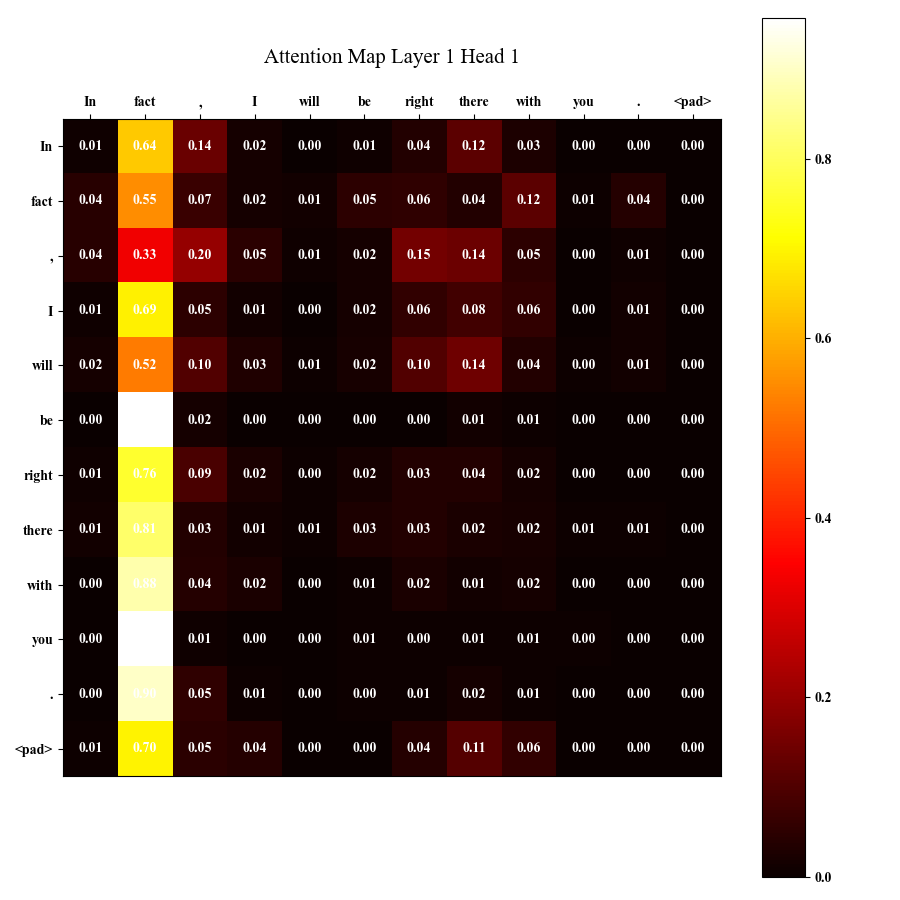 Attention Map Layer 1 Head 1
In fact , I will be right there with you . <pad>
In 0.01 0.64 0.14 0.02 0.00 0.01 0.04 0.12 0.03 0.00 0.00 0.00
fact 0.04 0.55 0.07 0.02 0.01 0.05 0.06 0.04 0.12 0.01 0.04 0.00
, 0.04 0.33 0.20 0.05 0.01 0.02 0.15 0.14 0.05 0.00 0.01 0.00
I 0.01 0.69 0.05 0.01 0.00 0.02 0.06 0.08 0.06 0.00 0.01 0.00
will 0.02 0.52 0.10 0.03 0.01 0.02 0.10 0.14 0.04 0.00 0.01 0.00
be 0.00 0.02 0.00 0.00 0.00 0.00 0.01 0.01 0.00 0.00 0.00
right 0.01 0.76 0.09 0.02 0.00 0.02 0.03 0.04 0.02 0.00 0.00 0.00
there 0.01 0.81 0.03 0.01 0.01 0.03 0.03 0.02 0.02 0.01 0.01 0.00
with 0.00 0.88 0.04 0.02 0.00 0.01 0.02 0.01 0.02 0.00 0.00 0.00
you 0.00 0.01 0.00 0.00 0.01 0.00 0.01 0.01 0.00 0.00 0.00
. 0.00 0.05 0.01 0.00 0.00 0.01 0.02 0.01 0.00 0.00 0.00
<pad> 0.01 0.70 0.05 0.04 0.00 0.00 0.04 0.11 0.06 0.00 0.00 0.00
0.8
0.6
0.4
0.2
0.0